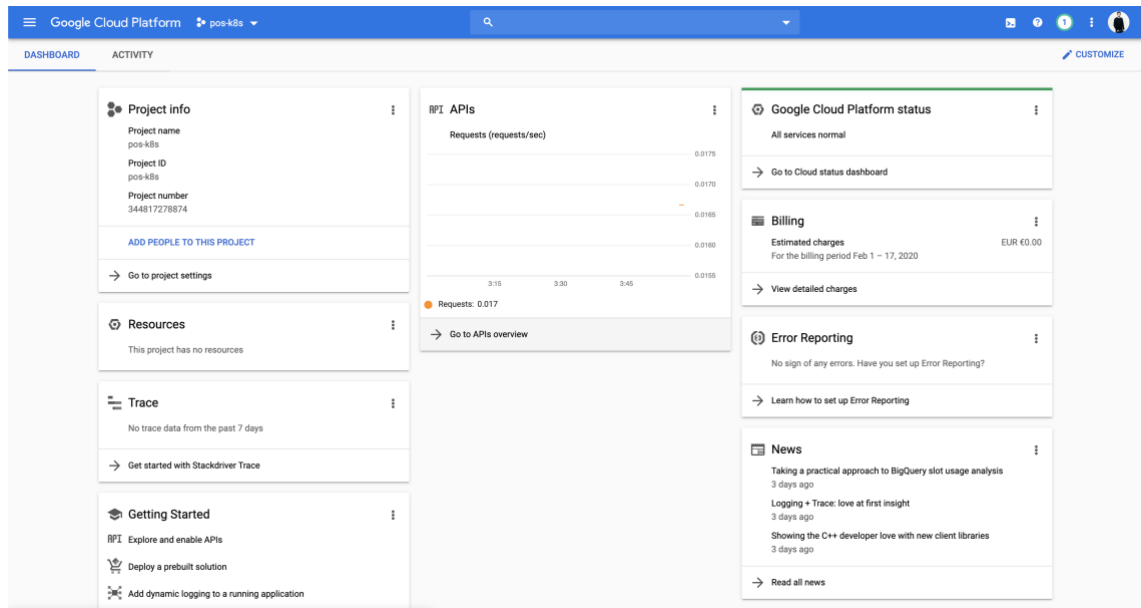 Google Cloud Platform pos-k8s
1
DASHBOARD ACTIVITY CUSTOMIZE
Project info
Project name
pos-k8s
Project ID
pos-k8s
Project number
344817278874
ADD PEOPLE TO THIS PROJECT
Go to project settings
Resources
This project has no resources
Trace
No trace data from the past 7 days
Get started with Stackdriver Trace
Getting Started
API Explore and enable APIs
Deploy a prebuilt solution
Add dynamic logging to a running application
API APIs
Requests (requests/sec)
0.0175
0.0170
0.0165
0.0160
0.0155
3:15 3:30 3:45
Requests: 0.017
Go to APIs overview
Google Cloud Platform status
All services normal
Go to Cloud status dashboard
Billing
Estimated charges EUR €0.00
For the billing period Feb 1 – 17, 2020
View detailed charges
Error Reporting
No sign of any errors. Have you set up Error Reporting?
Learn how to set up Error Reporting
News
Taking a practical approach to BigQuery slot usage analysis
3 days ago
Logging + Trace: love at first insight
3 days ago
Showing the C++ developer love with new client libraries
3 days ago
Read all news